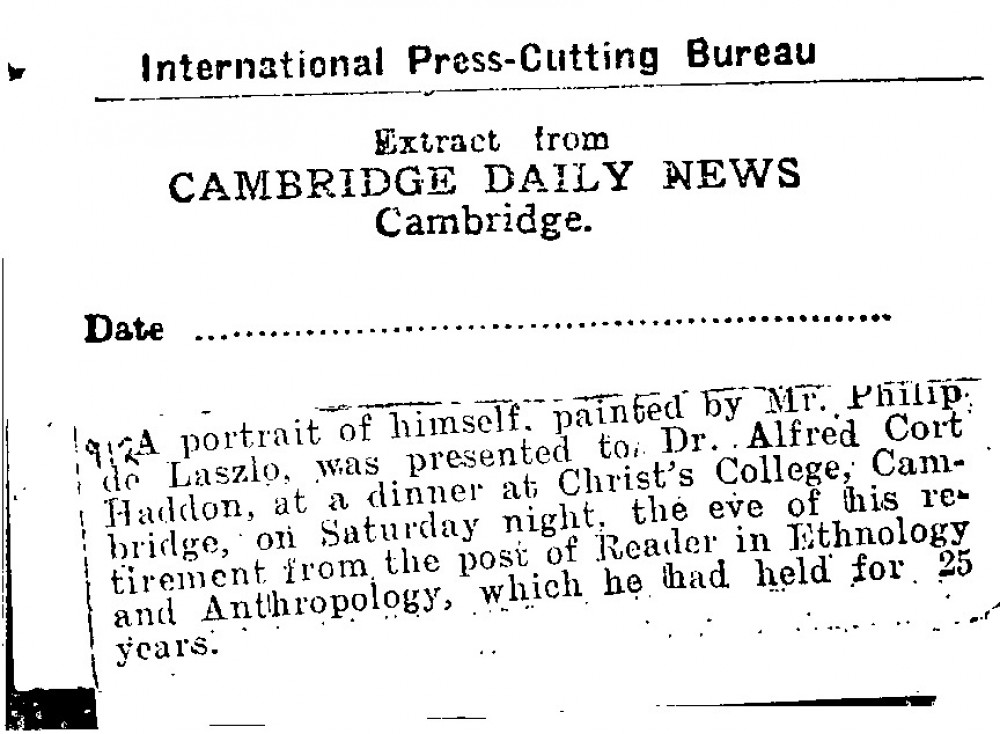 International Press-Cutting Bureau
Extract from
CAMBRIDGE DAILY NEWS
Cambridge.
Date ......................................................
A portrait of himself, painted by Mr. Philip
de Laszlo, was presented to Dr. Alfred Cort
Haddon, at a dinner at Christ's College, Cam-
bridge, on Saturday night, the eve of his re-
tirement from the post of Reader in Ethnology
and Anthropology, which he had held for 25
years.